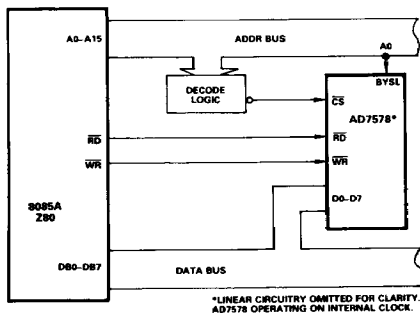 A0–A15
ADDR BUS
A0
BYSL
DECODE
LOGIC
CS
AD7578*
RD
RD
WR
WR
D0–D7
8085A
Z80
DB0–DB7
DATA BUS
*LINEAR CIRCUITRY OMITTED FOR CLARITY.
AD7578 OPERATING ON INTERNAL CLOCK.